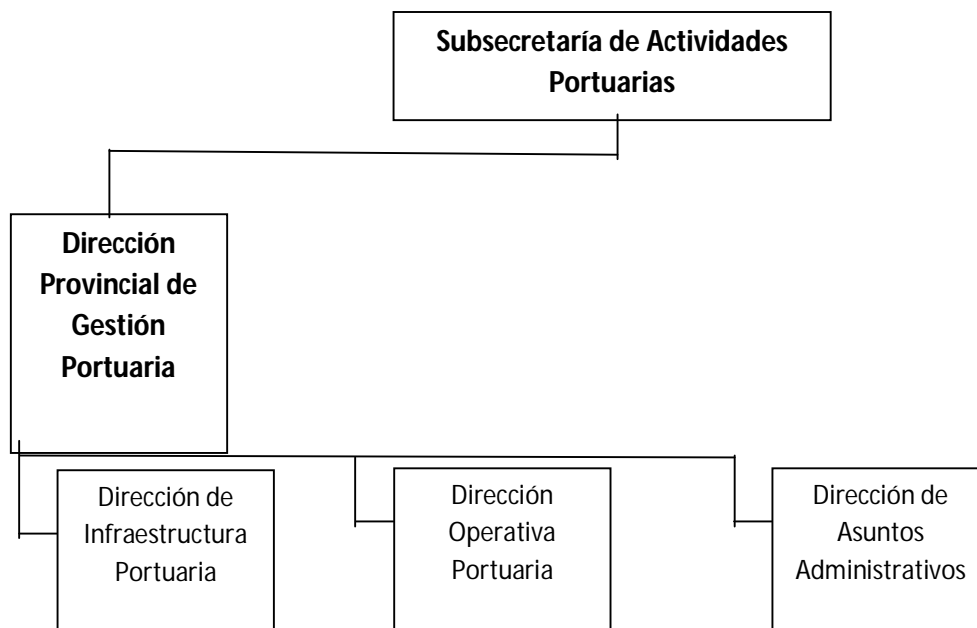 Subsecretaría de Actividades
Portuarias
Dirección
Provincial de
Gestión
Portuaria
Dirección de
Infraestructura
Portuaria
Dirección
Operativa
Portuaria
Dirección de
Asuntos
Administrativos